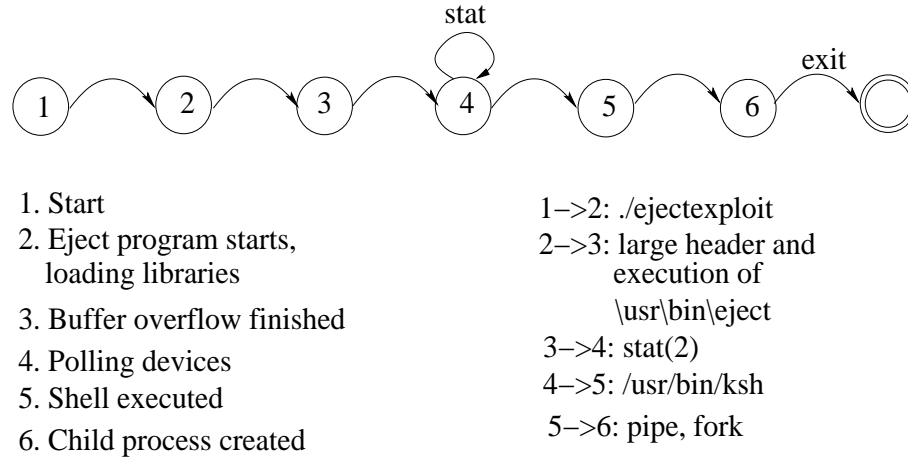 stat
exit
1
2
3
4
5
6
1. Start
2. Eject program starts,
loading libraries
3. Buffer overflow finished
4. Polling devices
5. Shell executed
6. Child process created
1−>2: ./ejectexploit
2−>3: large header and
execution of
\usr\bin\eject
3−>4: stat(2)
4−>5: /usr/bin/ksh
5−>6: pipe, fork